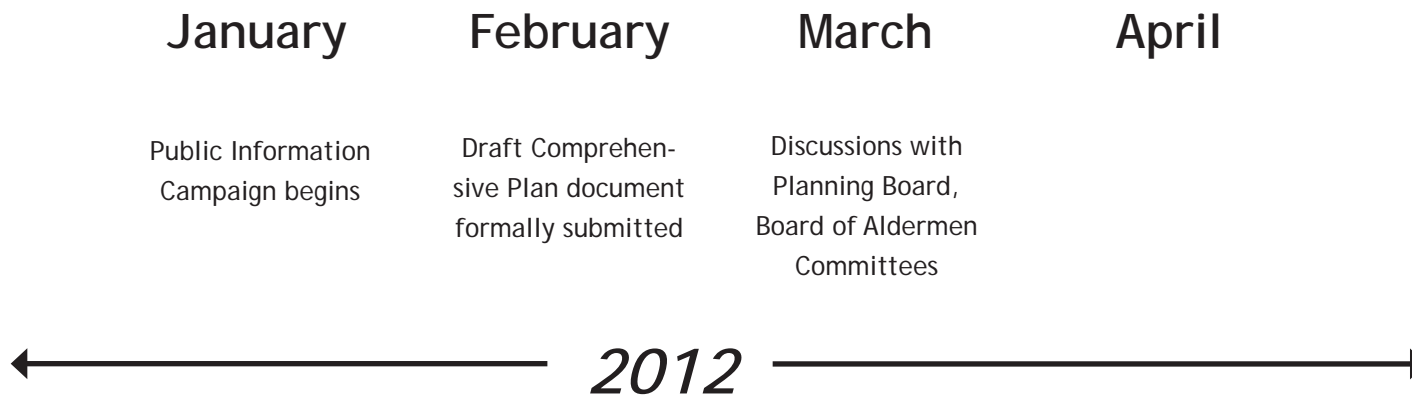 January
February
March
April
Public Information
Campaign begins
Draft Comprehen-
sive Plan document
formally submitted
Discussions with
Planning Board,
Board of Aldermen
Committees
2012